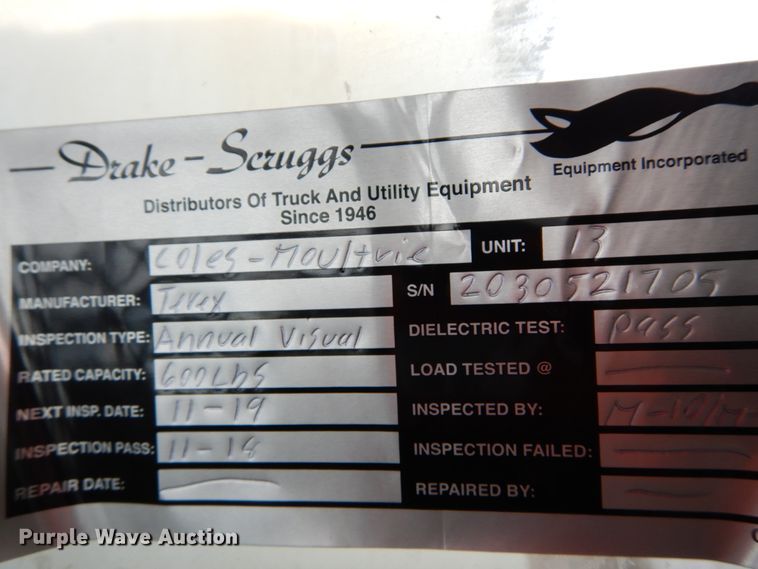 Drake-Scruggs
Equipment Incorporated
Distributors Of Truck And Utility Equipment
Since 1946
COMPANY: Coles-Moultrie UNIT: 13
MANUFACTURER: Terex S/N 2030521705
INSPECTION TYPE: Annual Visual DIELECTRIC TEST: Pass
RATED CAPACITY: 600Lbs LOAD TESTED @ —
NEXT INSP. DATE: 11-19 INSPECTED BY:
INSPECTION PASS: 11-18 INSPECTION FAILED: —
REPAIR DATE: — REPAIRED BY: —
Purple Wave Auction